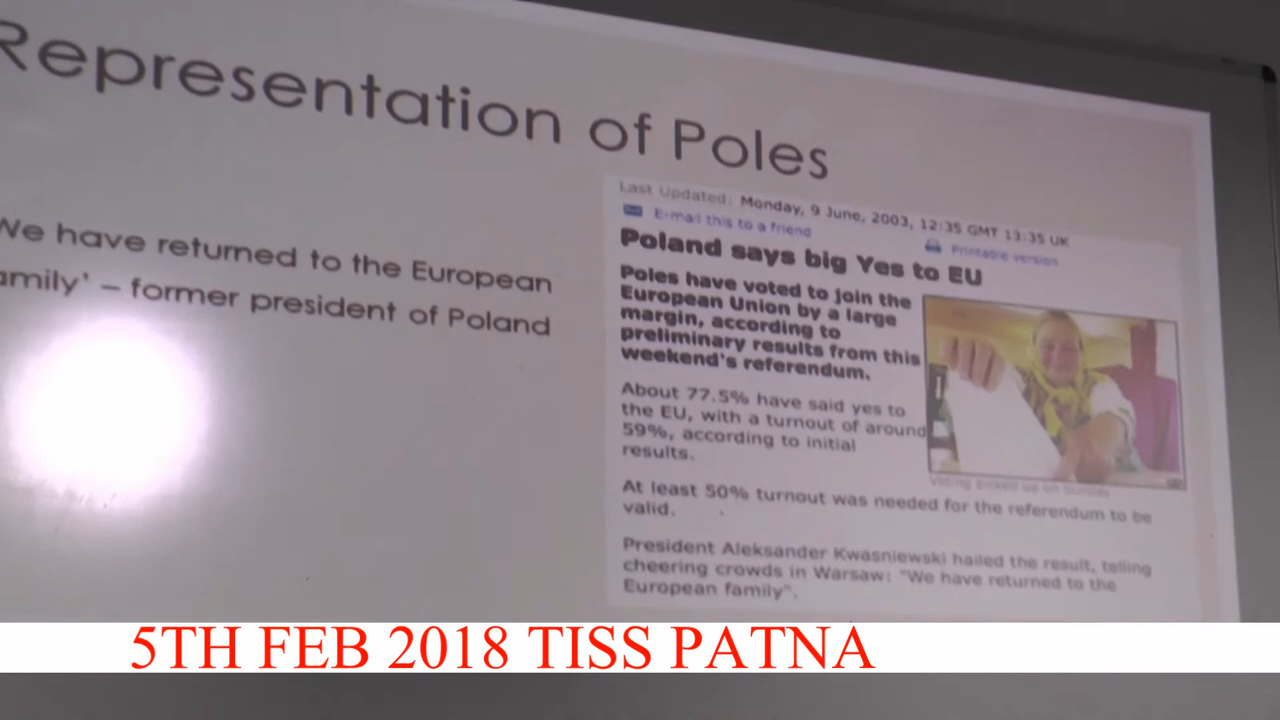 Representation of Poles
We have returned to the European
amily' – former president of Poland
Last Updated: Monday, 9 June, 2003, 12:35 GMT 13:35 UK
E-mail this to a friend
Printable version
Poland says big Yes to EU
Poles have voted to join the
European Union by a large
margin, according to
preliminary results from this
weekend's referendum.
About 77.5% have said yes to
the EU, with a turnout of around
59%, according to initial
results.
Voting picked up on Sunday
At least 50% turnout was needed for the referendum to be
valid.
President Aleksander Kwasniewski hailed the result, telling
cheering crowds in Warsaw: "We have returned to the
European family".
5TH FEB 2018 TISS PATNA